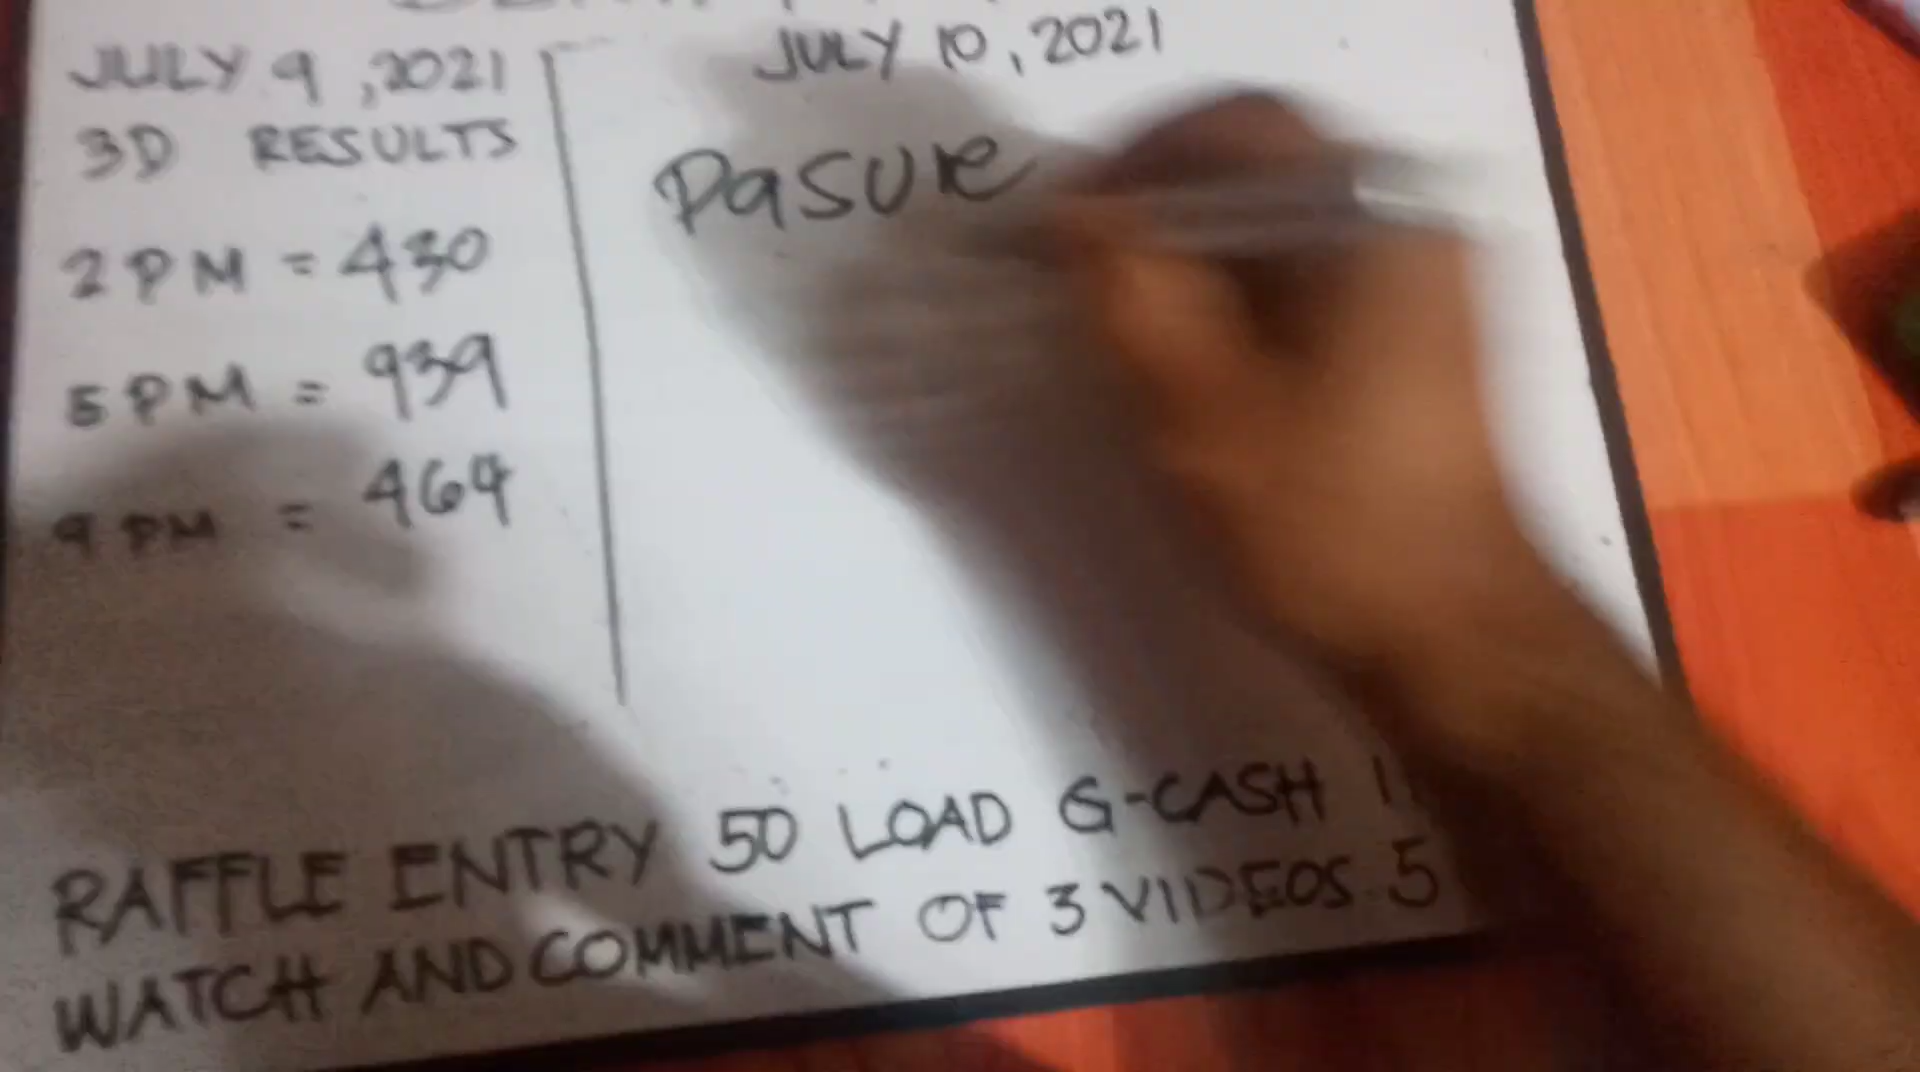 JULY 9, 2021
3D RESULTS
2PM = 430
5PM = 939
9PM = 464
JULY 10, 2021
Pasure
RAFFLE ENTRY 50 LOAD G-CASH
WATCH AND COMMENT OF 3 VIDEOS 5